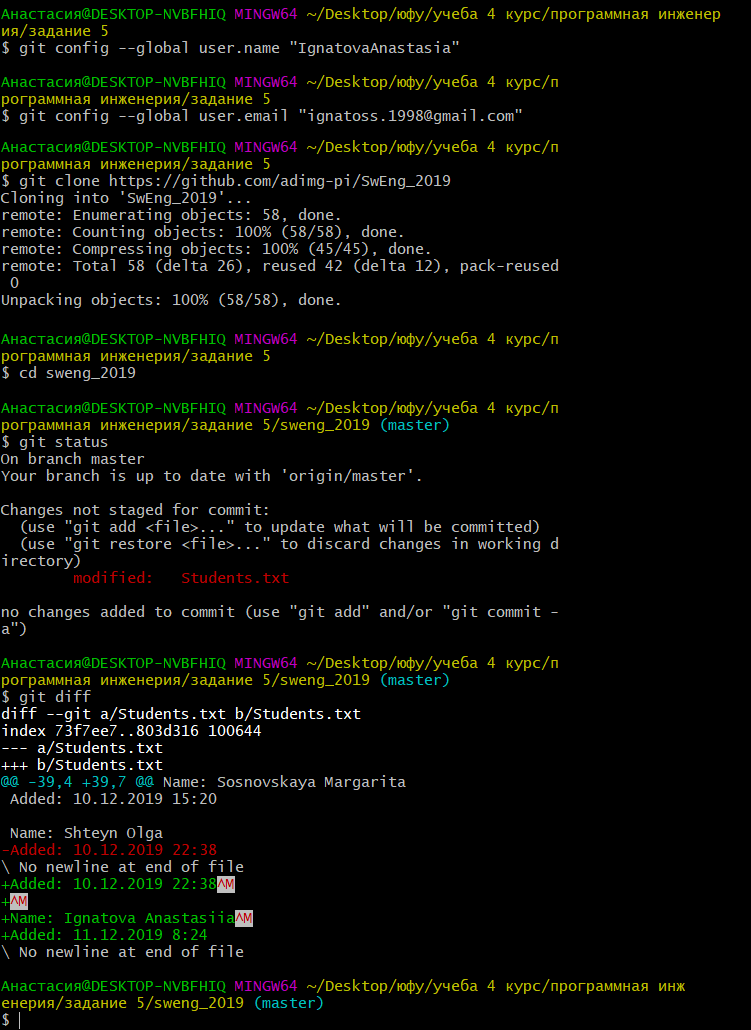 Анастасия@DESKTOP-NVBFHIQ MINGW64 ~/Desktop/юфу/учеба 4 курс/программная инженер
ия/задание 5
$ git config --global user.name "IgnatovaAnastasia"

Анастасия@DESKTOP-NVBFHIQ MINGW64 ~/Desktop/юфу/учеба 4 курс/п
рограммная инженерия/задание 5
$ git config --global user.email "ignatoss.1998@gmail.com"

Анастасия@DESKTOP-NVBFHIQ MINGW64 ~/Desktop/юфу/учеба 4 курс/п
рограммная инженерия/задание 5
$ git clone https://github.com/adimg-pi/SwEng_2019
Cloning into 'SwEng_2019'...
remote: Enumerating objects: 58, done.
remote: Counting objects: 100% (58/58), done.
remote: Compressing objects: 100% (45/45), done.
remote: Total 58 (delta 26), reused 42 (delta 12), pack-reused
 0
Unpacking objects: 100% (58/58), done.

Анастасия@DESKTOP-NVBFHIQ MINGW64 ~/Desktop/юфу/учеба 4 курс/п
рограммная инженерия/задание 5
$ cd sweng_2019

Анастасия@DESKTOP-NVBFHIQ MINGW64 ~/Desktop/юфу/учеба 4 курс/п
рограммная инженерия/задание 5/sweng_2019 (master)
$ git status
On branch master
Your branch is up to date with 'origin/master'.

Changes not staged for commit:
  (use "git add <file>..." to update what will be committed)
  (use "git restore <file>..." to discard changes in working d
irectory)
        modified:   Students.txt

no changes added to commit (use "git add" and/or "git commit -
a")

Анастасия@DESKTOP-NVBFHIQ MINGW64 ~/Desktop/юфу/учеба 4 курс/п
рограммная инженерия/задание 5/sweng_2019 (master)
$ git diff
diff --git a/Students.txt b/Students.txt
index 73f7ee7..803d316 100644
--- a/Students.txt
+++ b/Students.txt
@@ -39,4 +39,7 @@ Name: Sosnovskaya Margarita
 Added: 10.12.2019 15:20

 Name: Shteyn Olga
-Added: 10.12.2019 22:38
\ No newline at end of file
+Added: 10.12.2019 22:38^M
+^M
+Name: Ignatova Anastasiia^M
+Added: 11.12.2019 8:24
\ No newline at end of file

Анастасия@DESKTOP-NVBFHIQ MINGW64 ~/Desktop/юфу/учеба 4 курс/программная инж
енерия/задание 5/sweng_2019 (master)
$